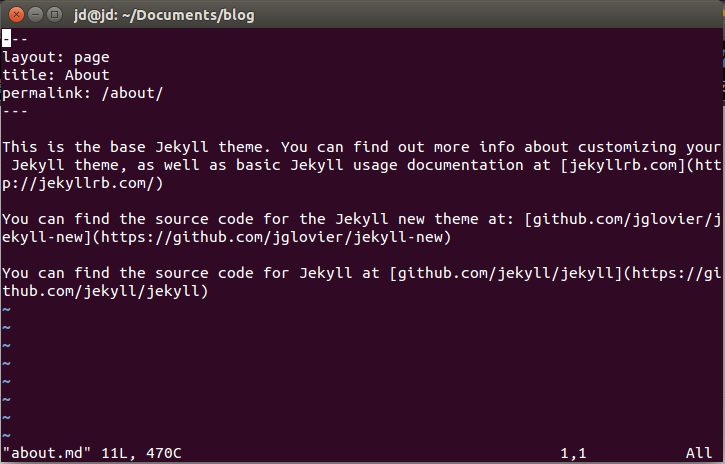 jd@jd: ~/Documents/blog
---
layout: page
title: About
permalink: /about/
---
This is the base Jekyll theme. You can find out more info about customizing your
 Jekyll theme, as well as basic Jekyll usage documentation at [jekyllrb.com](htt
p://jekyllrb.com/)
You can find the source code for the Jekyll new theme at: [github.com/jglovier/j
ekyll-new](https://github.com/jglovier/jekyll-new)
You can find the source code for Jekyll at [github.com/jekyll/jekyll](https://gi
thub.com/jekyll/jekyll)
~
~
~
~
~
~
~
~
"about.md" 11L, 470C 1,1 All